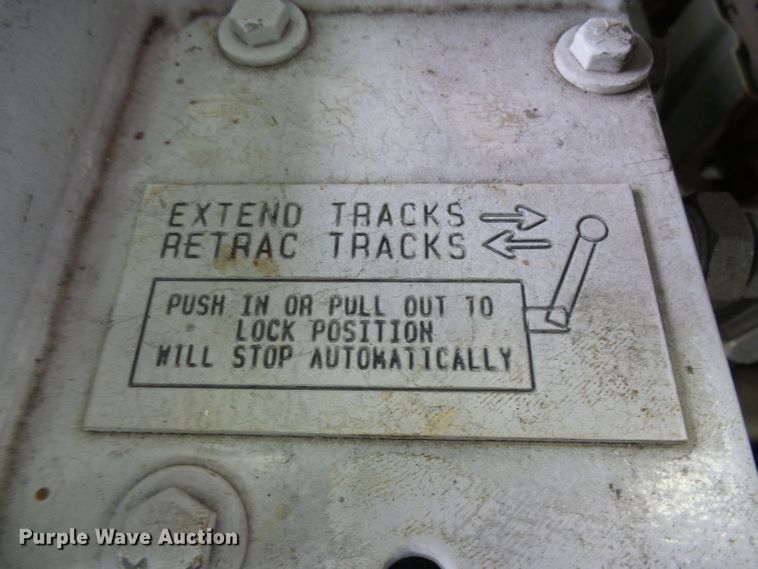 EXTEND TRACKS
RETRAC TRACKS
PUSH IN OR PULL OUT TO
LOCK POSITION
WILL STOP AUTOMATICALLY
Purple Wave Auction